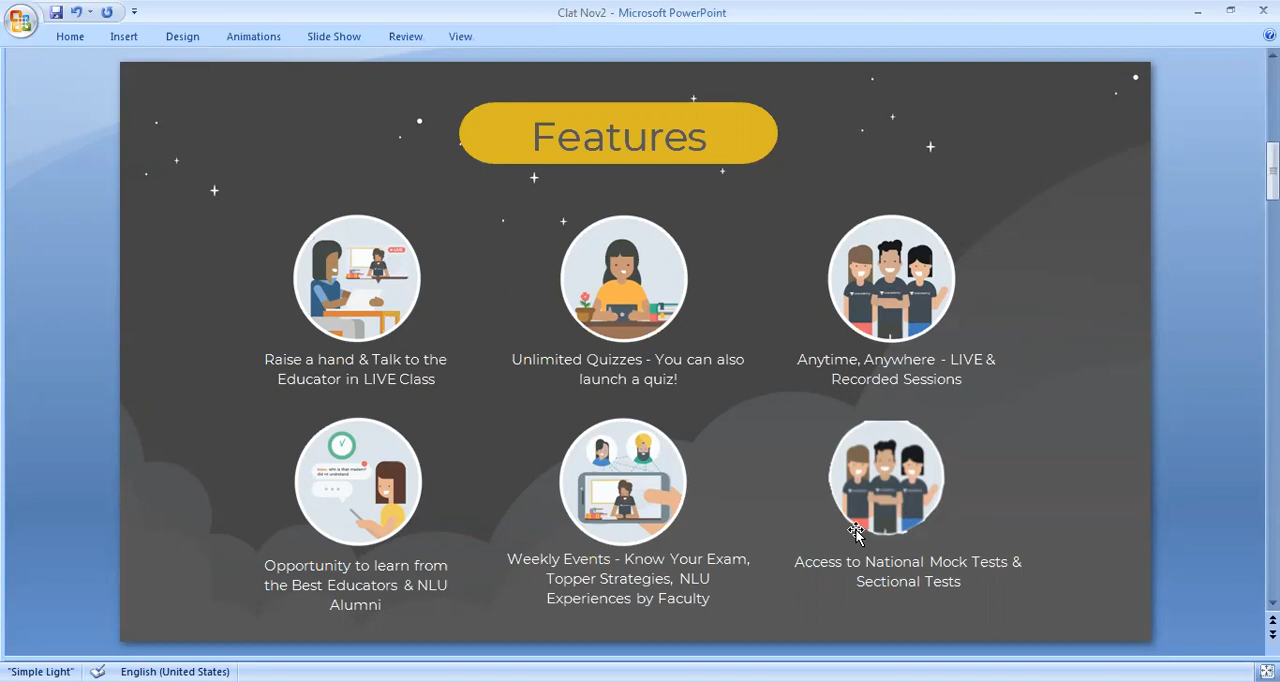 Clat Nov2 - Microsoft PowerPoint
Home Insert Design Animations Slide Show Review View
Features
Raise a hand & Talk to the
Educator in LIVE Class
Unlimited Quizzes - You can also
launch a quiz!
Anytime, Anywhere - LIVE &
Recorded Sessions
Opportunity to learn from
the Best Educators & NLU
Alumni
Weekly Events - Know Your Exam,
Topper Strategies, NLU
Experiences by Faculty
Access to National Mock Tests &
Sectional Tests
"Simple Light" English (United States)